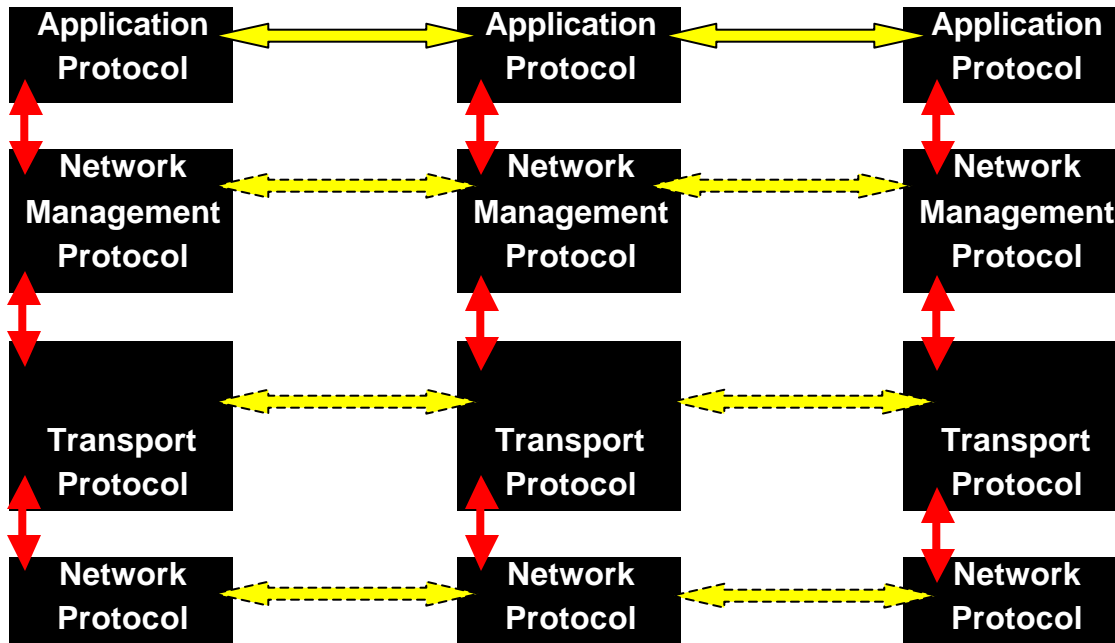 Application
Protocol
Application
Protocol
Application
Protocol
Network
Management
Protocol
Network
Management
Protocol
Network
Management
Protocol
Transport
Protocol
Transport
Protocol
Transport
Protocol
Network
Protocol
Network
Protocol
Network
Protocol